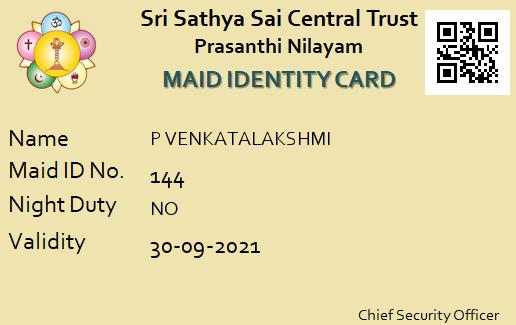 Sri Sathya Sai Central Trust
Prasanthi Nilayam
MAID IDENTITY CARD
Name P VENKATALAKSHMI
Maid ID No. 144
Night Duty NO
Validity 30-09-2021
Chief Security Officer